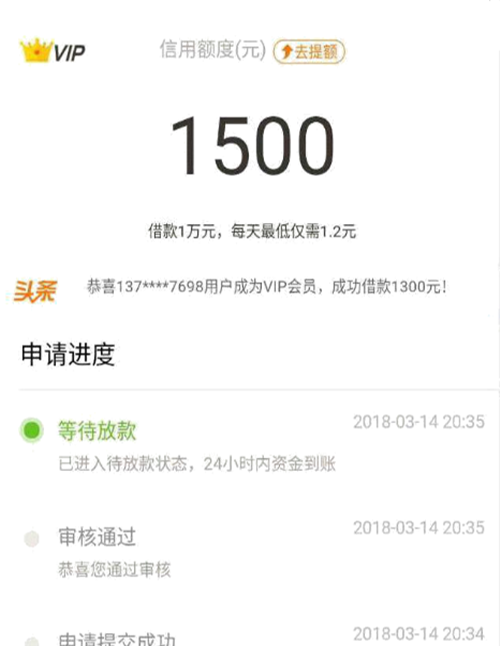 VIP 信用额度(元) 去提额
1500
借款1万元，每天最低仅需1.2元
头条 恭喜137****7698用户成为VIP会员，成功借款1300元！
申请进度
等待放款 2018-03-14 20:35
已进入待放款状态，24小时内资金到账
审核通过 2018-03-14 20:35
恭喜您通过审核
申请提交成功 2018-03-14 20:34